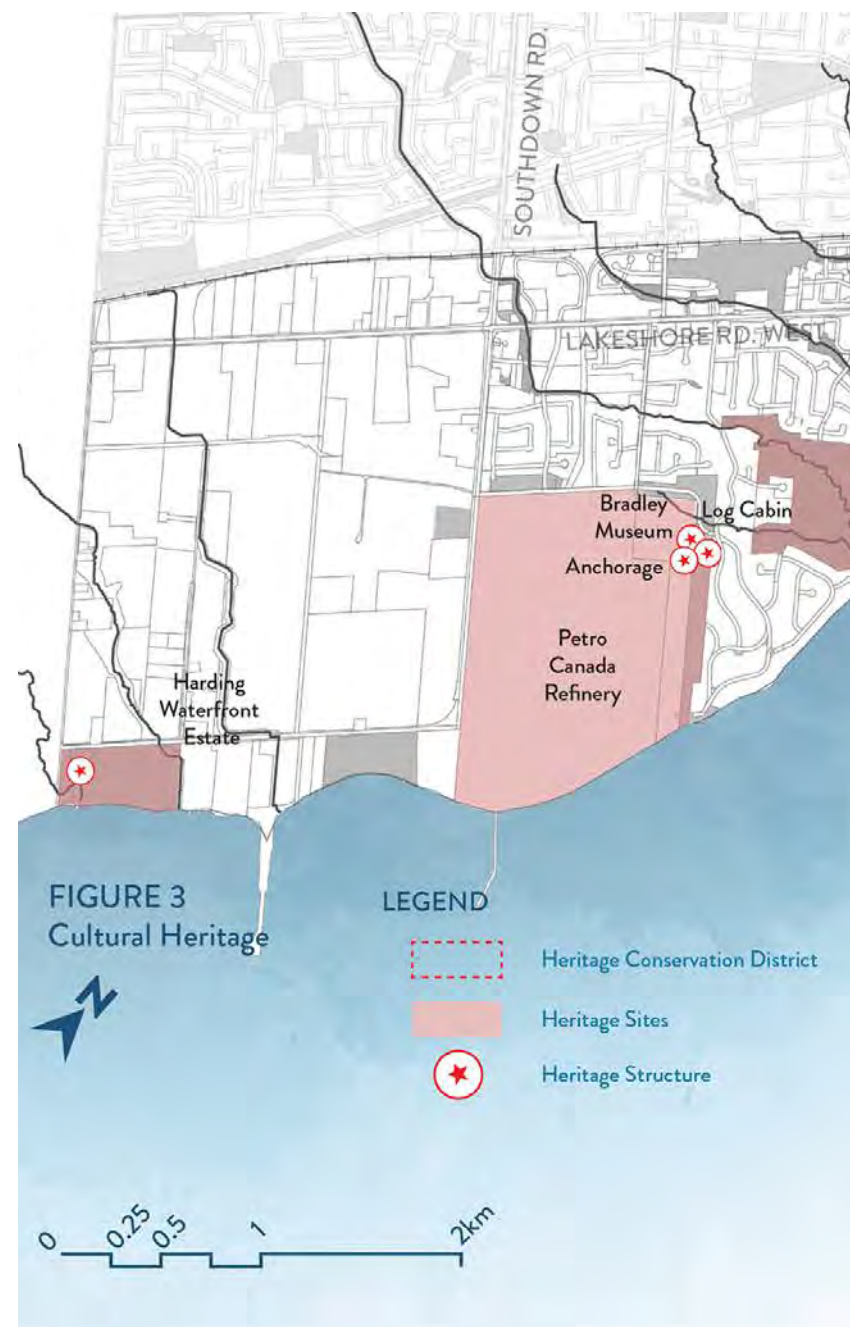 SOUTHDOWN RD.
LAKESHORE RD. WEST
Bradley
Museum
Log Cabin
Anchorage
Petro
Canada
Refinery
Harding
Waterfront
Estate
FIGURE 3
Cultural Heritage
N
LEGEND
Heritage Conservation District
Heritage Sites
Heritage Structure
0 0.25 0.5 1 2km